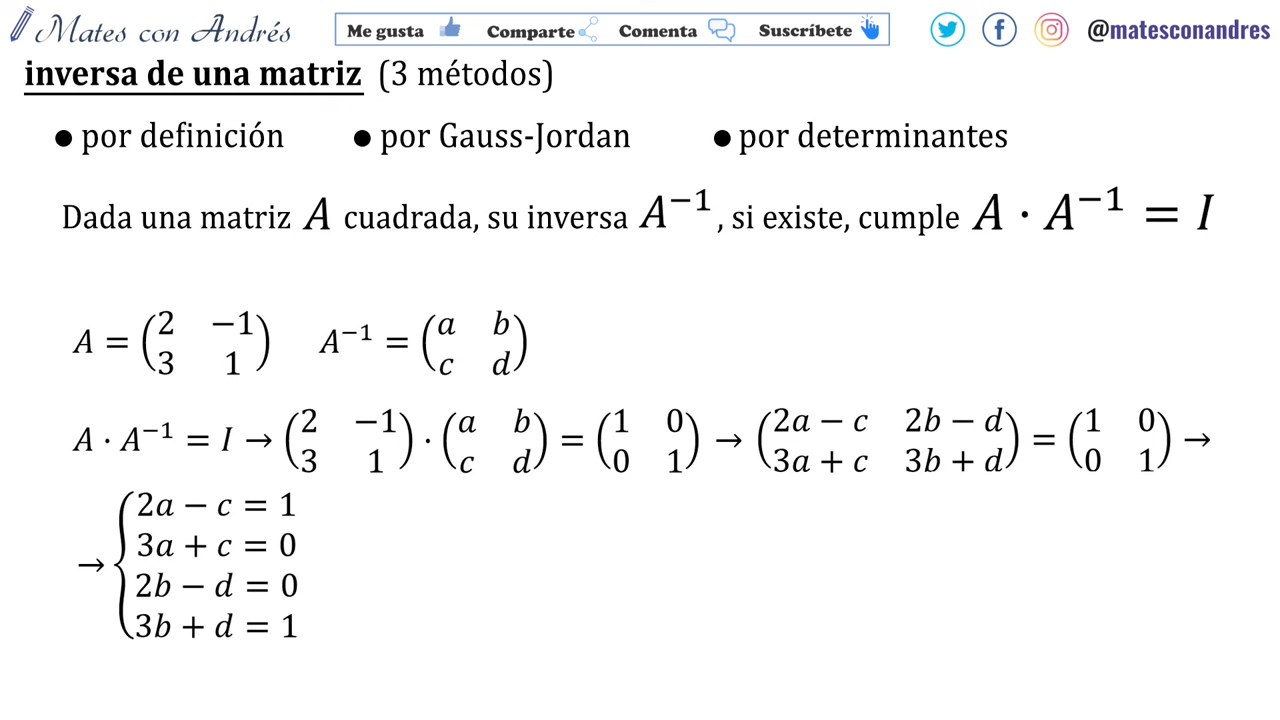 Mates con Andrés Me gusta Comparte Comenta Suscríbete @matesconandres
inversa de una matriz (3 métodos)
● por definición ● por Gauss-Jordan ● por determinantes
Dada una matriz A cuadrada, su inversa A⁻¹, si existe, cumple A · A⁻¹ = I
A = (2 −1; 3 1) A⁻¹ = (a b; c d)
A · A⁻¹ = I → (2 −1; 3 1) · (a b; c d) = (1 0; 0 1) → (2a − c 2b − d; 3a + c 3b + d) = (1 0; 0 1) →
→ { 2a − c = 1
3a + c = 0
2b − d = 0
3b + d = 1